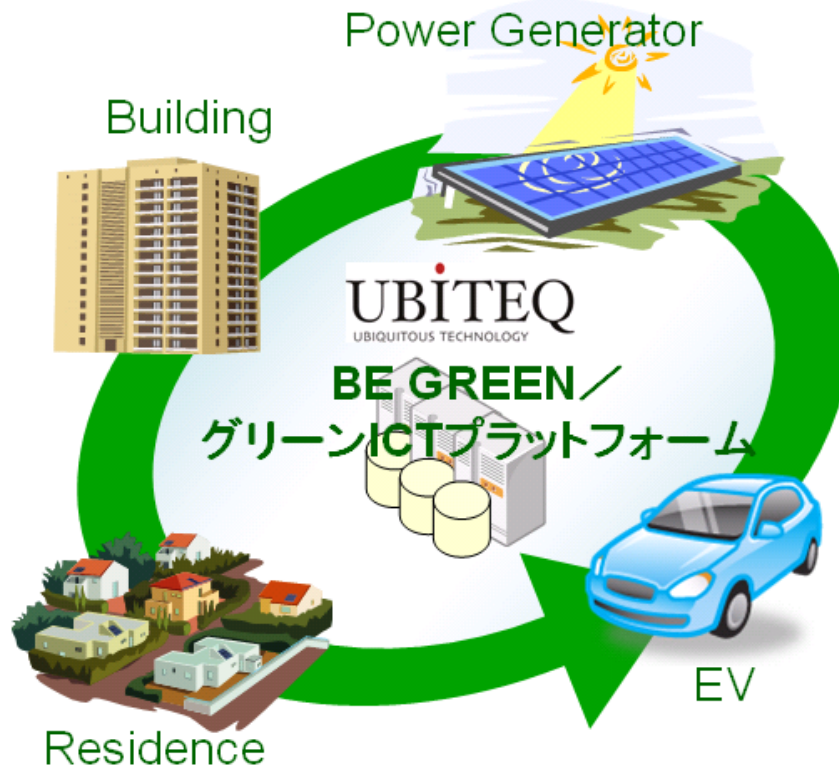 Power Generator
Building
UBiTEQ
UBIQUITOUS TECHNOLOGY
BE GREEN／
グリーンICTプラットフォーム
EV
Residence